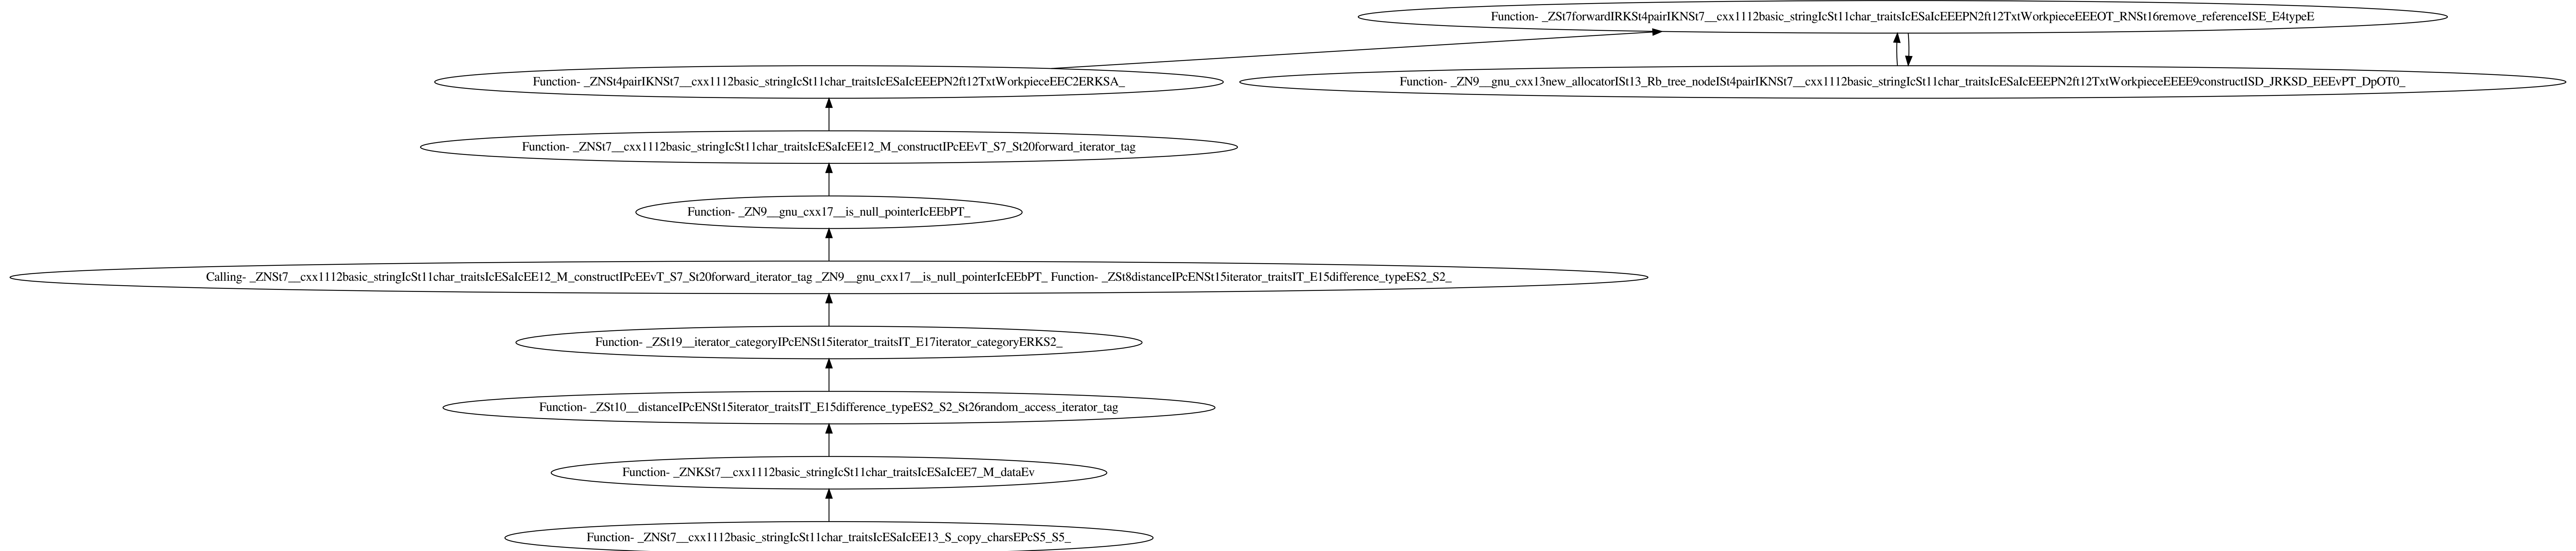 Function- _ZSt7forwardIRKSt4pairIKNSt7__cxx1112basic_stringIcSt11char_traitsIcESaIcEEEPN2ft12TxtWorkpieceEEEOT_RNSt16remove_referenceISE_E4typeE
Function- _ZNSt4pairIKNSt7__cxx1112basic_stringIcSt11char_traitsIcESaIcEEEPN2ft12TxtWorkpieceEEC2ERKSA_
Function- _ZN9__gnu_cxx13new_allocatorISt13_Rb_tree_nodeISt4pairIKNSt7__cxx1112basic_stringIcSt11char_traitsIcESaIcEEEPN2ft12TxtWorkpieceEEEE9constructISD_JRKSD_EEEvPT_DpOT0_
Function- _ZNSt7__cxx1112basic_stringIcSt11char_traitsIcESaIcEE12_M_constructIPcEEvT_S7_St20forward_iterator_tag
Function- _ZN9__gnu_cxx17__is_null_pointerIcEEbPT_
Calling- _ZNSt7__cxx1112basic_stringIcSt11char_traitsIcESaIcEE12_M_constructIPcEEvT_S7_St20forward_iterator_tag _ZN9__gnu_cxx17__is_null_pointerIcEEbPT_ Function- _ZSt8distanceIPcENSt15iterator_traitsIT_E15difference_typeES2_S2_
Function- _ZSt19__iterator_categoryIPcENSt15iterator_traitsIT_E17iterator_categoryERKS2_
Function- _ZSt10__distanceIPcENSt15iterator_traitsIT_E15difference_typeES2_S2_St26random_access_iterator_tag
Function- _ZNKSt7__cxx1112basic_stringIcSt11char_traitsIcESaIcEE7_M_dataEv
Function- _ZNSt7__cxx1112basic_stringIcSt11char_traitsIcESaIcEE13_S_copy_charsEPcS5_S5_